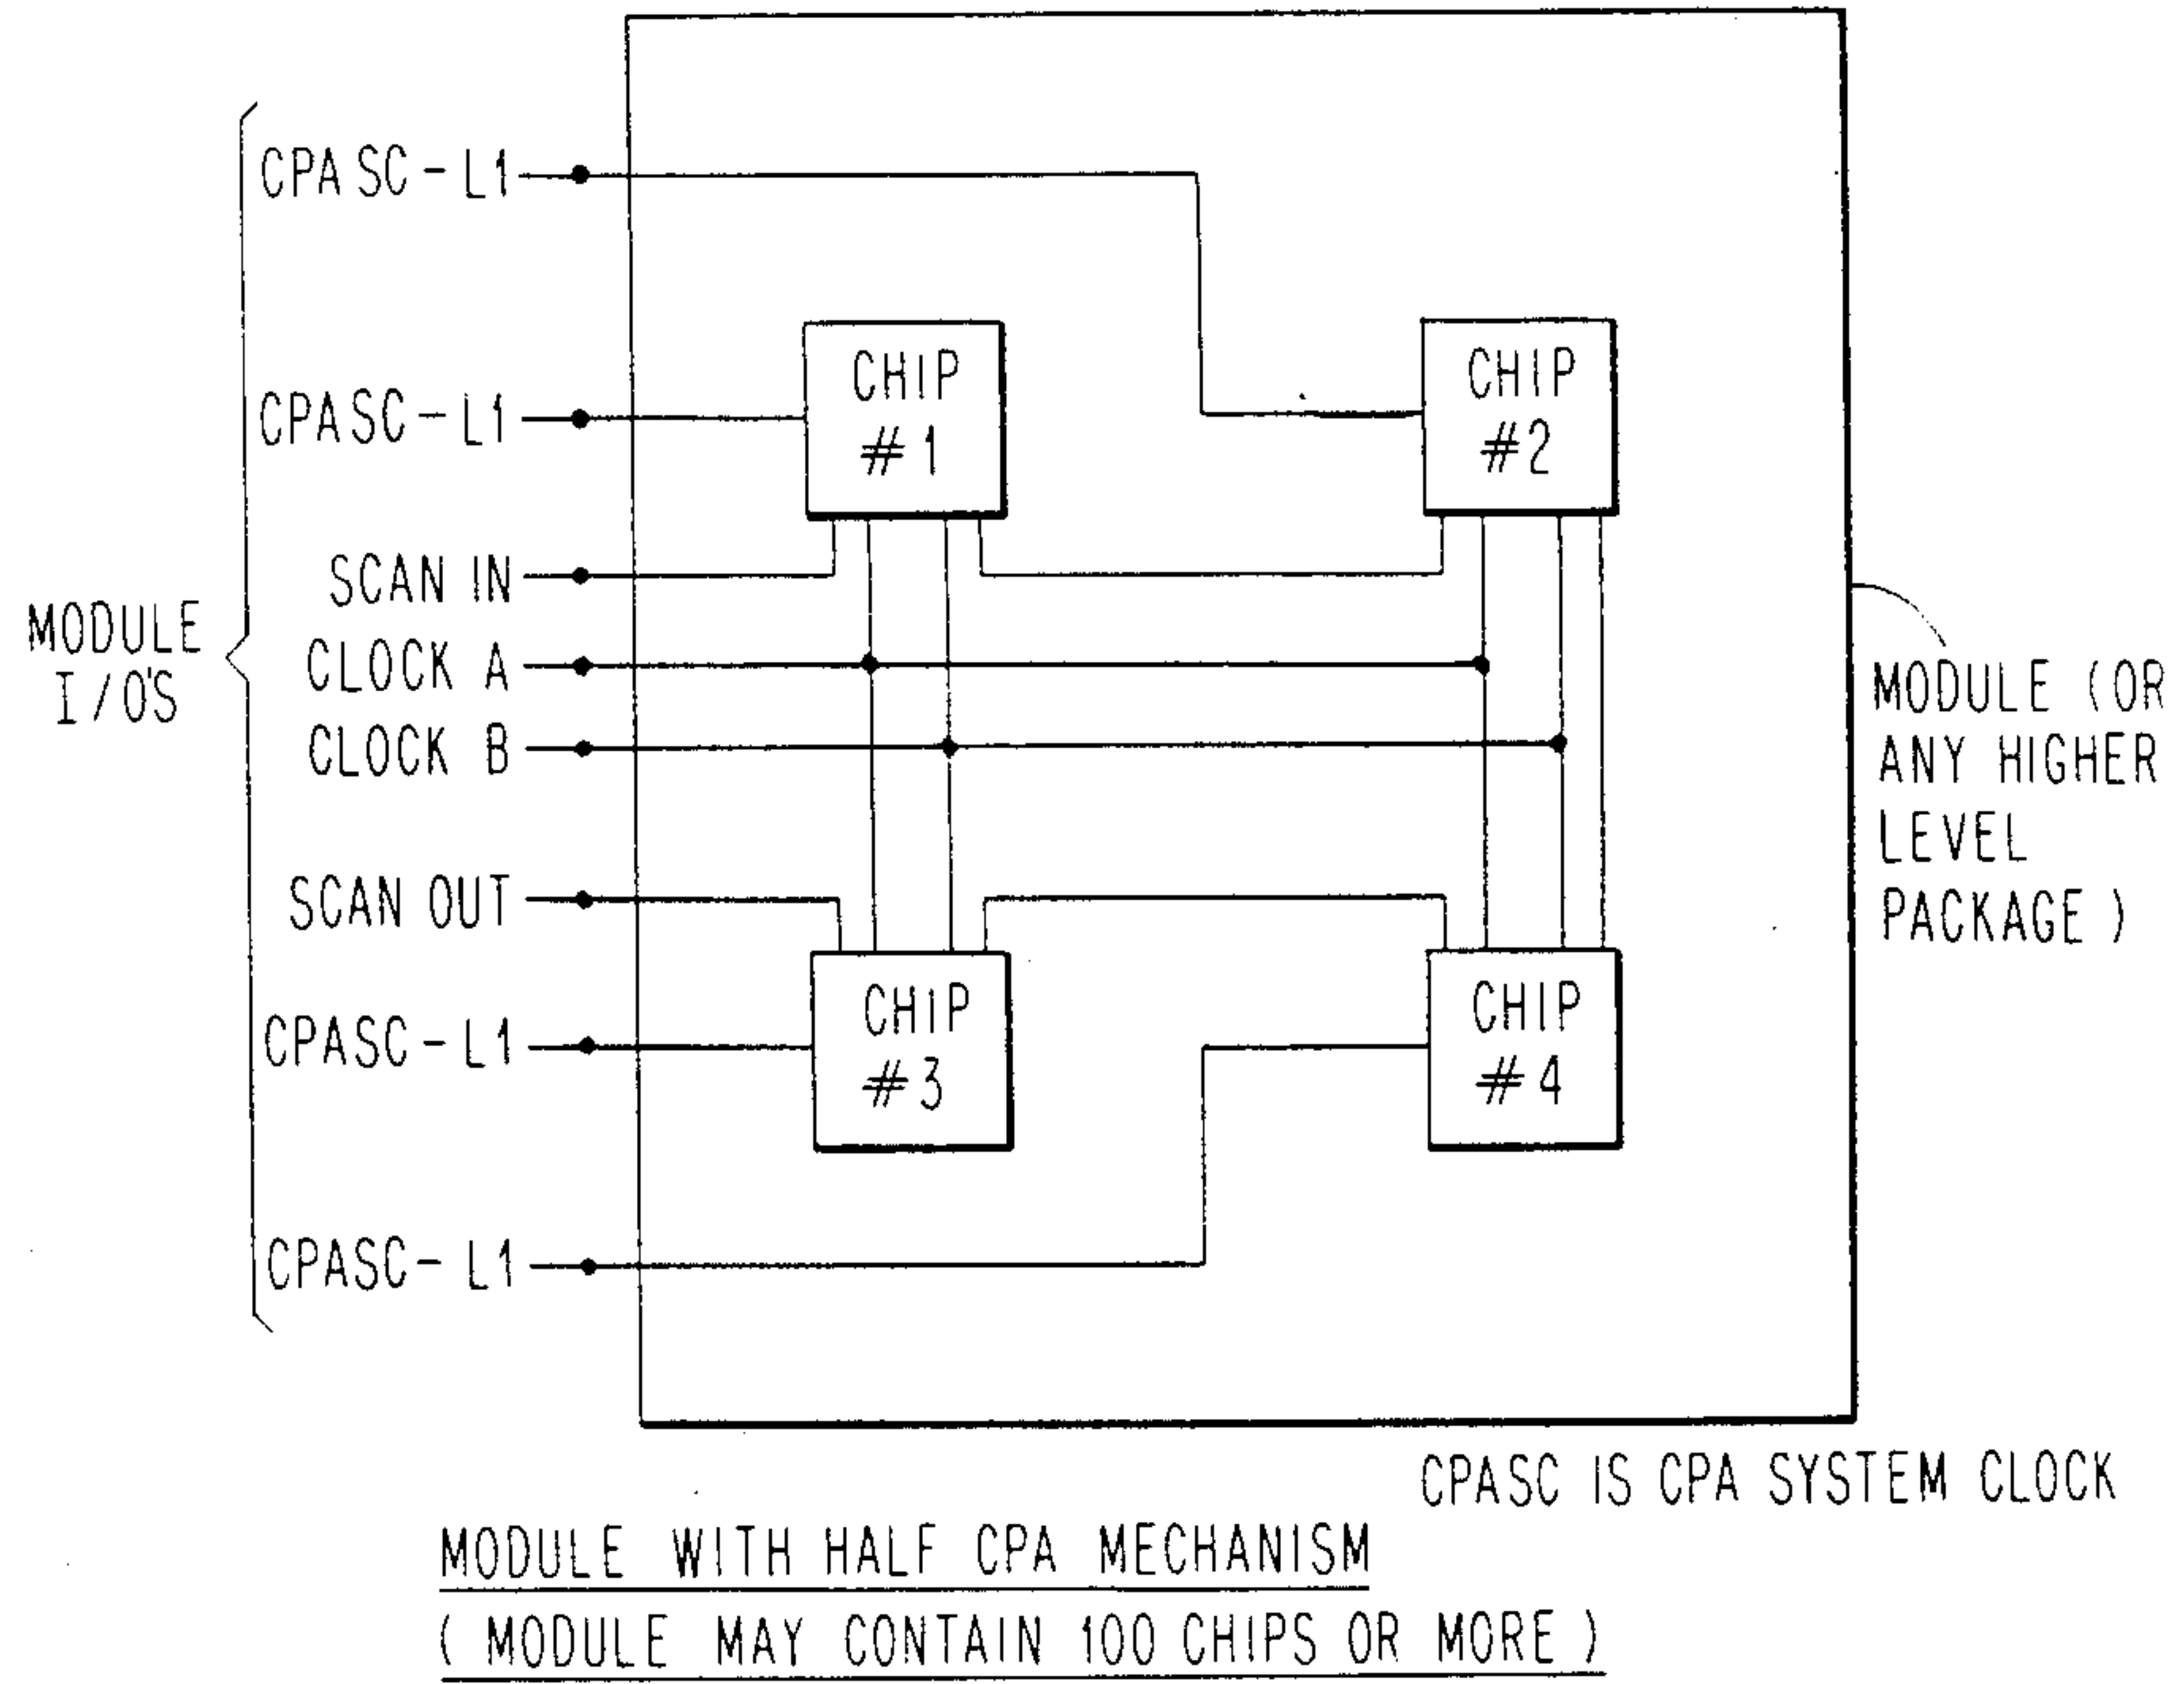 CPASC-L1
CHIP
#1
CHIP
#2
CPASC-L1
SCAN IN
MODULE
I/O'S
CLOCK A
CLOCK B
MODULE (OR
ANY HIGHER
LEVEL
PACKAGE)
SCAN OUT
CHIP
#3
CHIP
#4
CPASC-L1
CPASC-L1
CPASC IS CPA SYSTEM CLOCK
MODULE WITH HALF CPA MECHANISM
(MODULE MAY CONTAIN 100 CHIPS OR MORE)